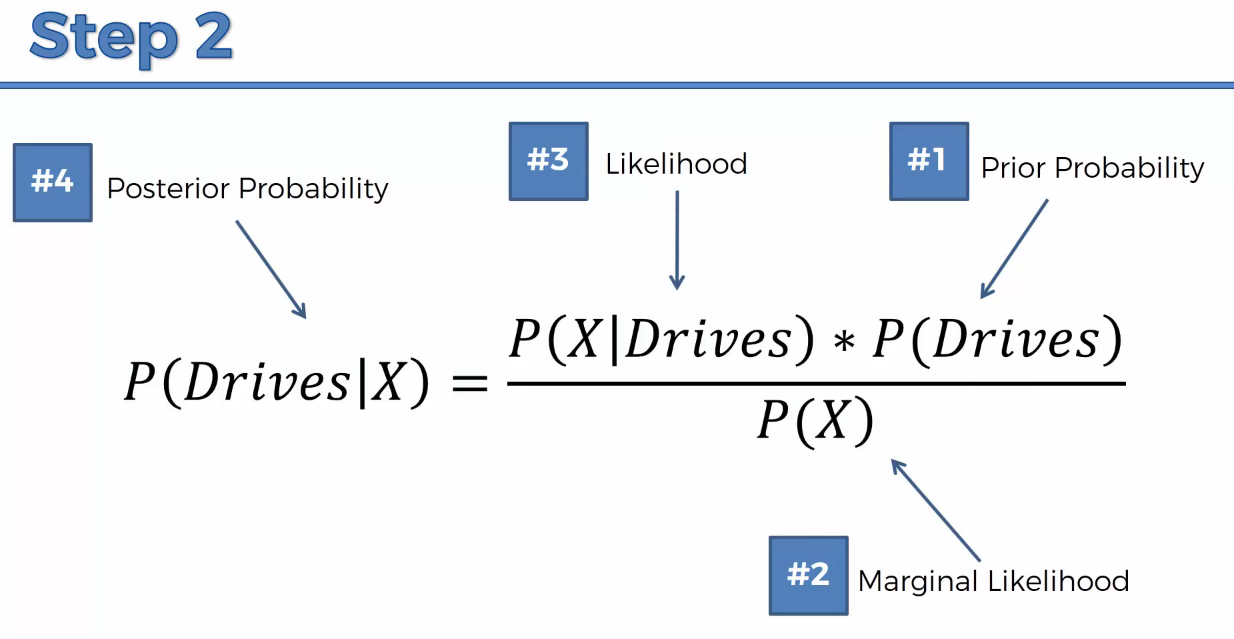 Step 2
#4 Posterior Probability
#3 Likelihood
#1 Prior Probability
P(Drives|X) = P(X|Drives) * P(Drives)
P(X)
#2 Marginal Likelihood